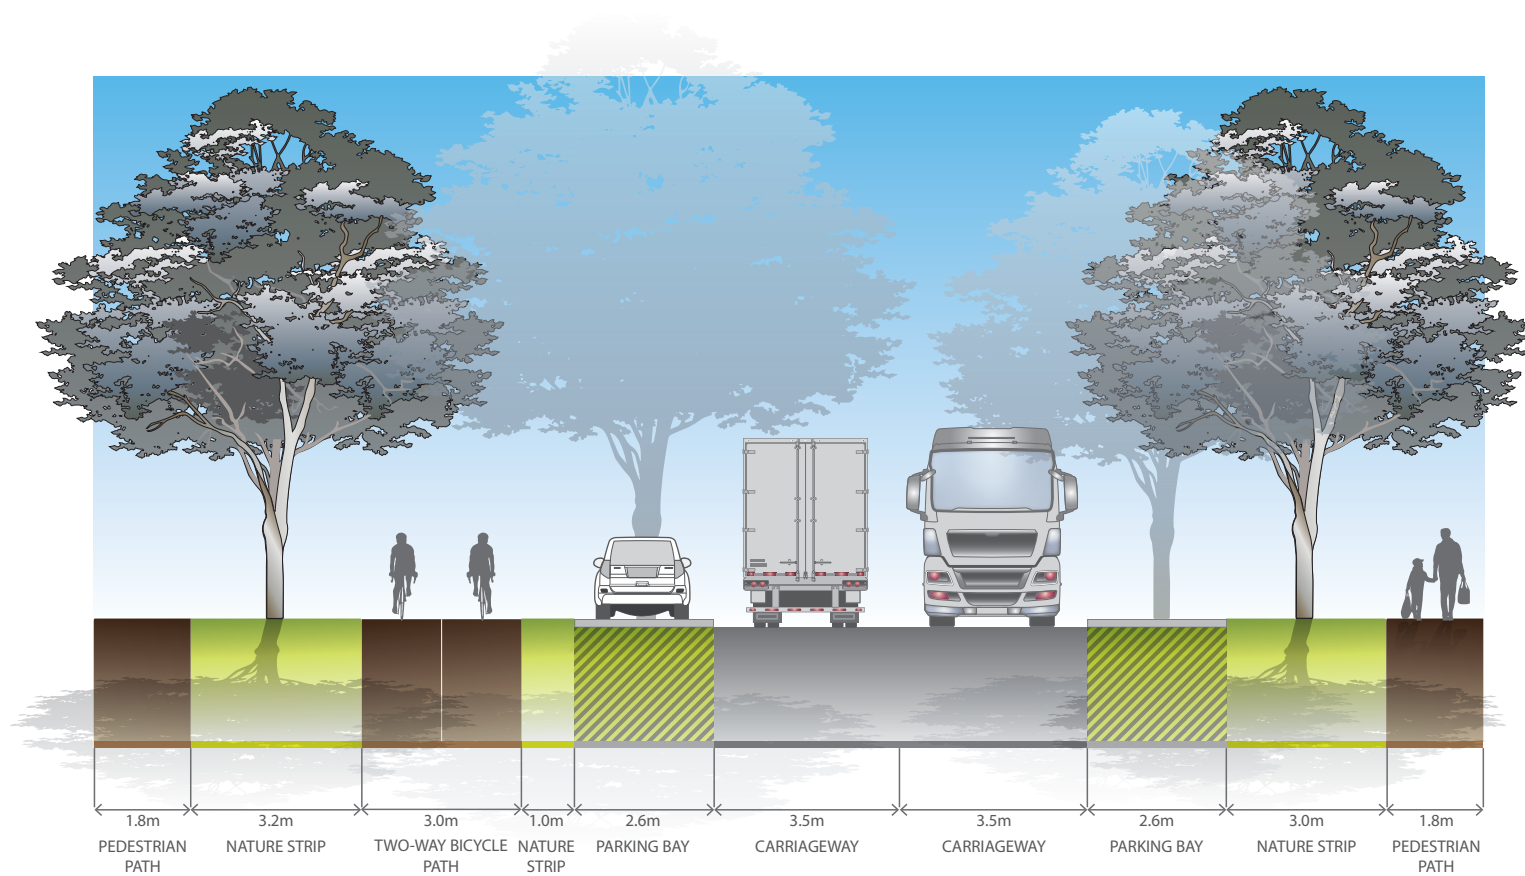 1.8m
3.2m
3.0m
1.0m
2.6m
3.5m
3.5m
2.6m
3.0m
1.8m
PEDESTRIAN
PATH
NATURE STRIP
TWO-WAY BICYCLE
PATH
NATURE
STRIP
PARKING BAY
CARRIAGEWAY
CARRIAGEWAY
PARKING BAY
NATURE STRIP
PEDESTRIAN
PATH